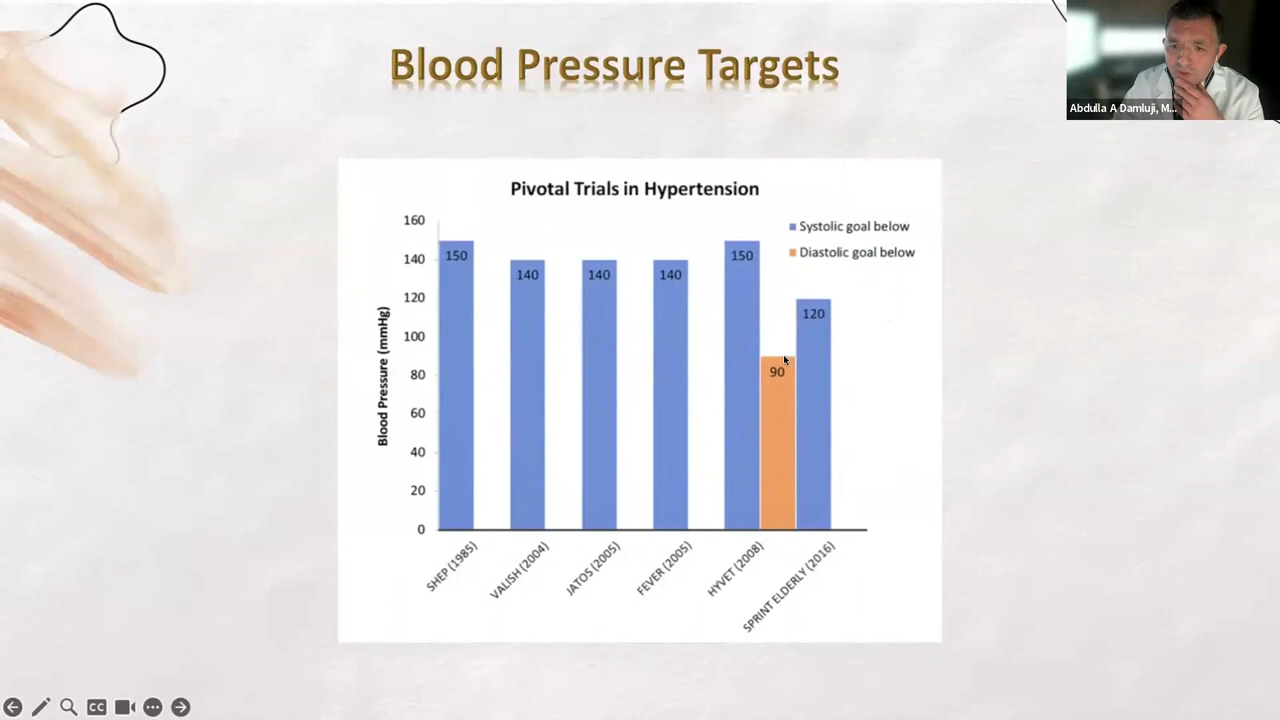 Blood Pressure Targets
Abdulla A Damluji, M...
Pivotal Trials in Hypertension
Systolic goal below
Diastolic goal below
Blood Pressure (mmHg)
160
140
120
100
80
60
40
20
0
150
140
140
140
150
90
120
SHEP (1985)
VALISH (2004)
JATOS (2005)
FEVER (2005)
HYVET (2008)
SPRINT ELDERLY (2016)
CC